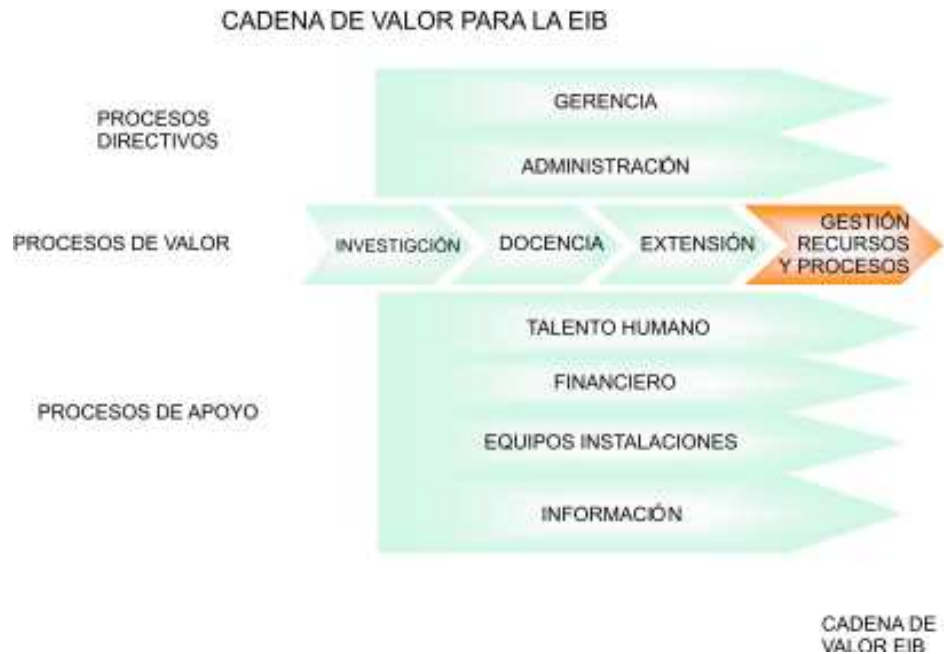 CADENA DE VALOR PARA LA EIB
PROCESOS
DIRECTIVOS
GERENCIA
ADMINISTRACIÓN
PROCESOS DE VALOR
INVESTIGCIÓN
DOCENCIA
EXTENSIÓN
GESTIÓN
RECURSOS
Y PROCESOS
PROCESOS DE APOYO
TALENTO HUMANO
FINANCIERO
EQUIPOS INSTALACIONES
INFORMACIÓN
CADENA DE
VALOR EIB